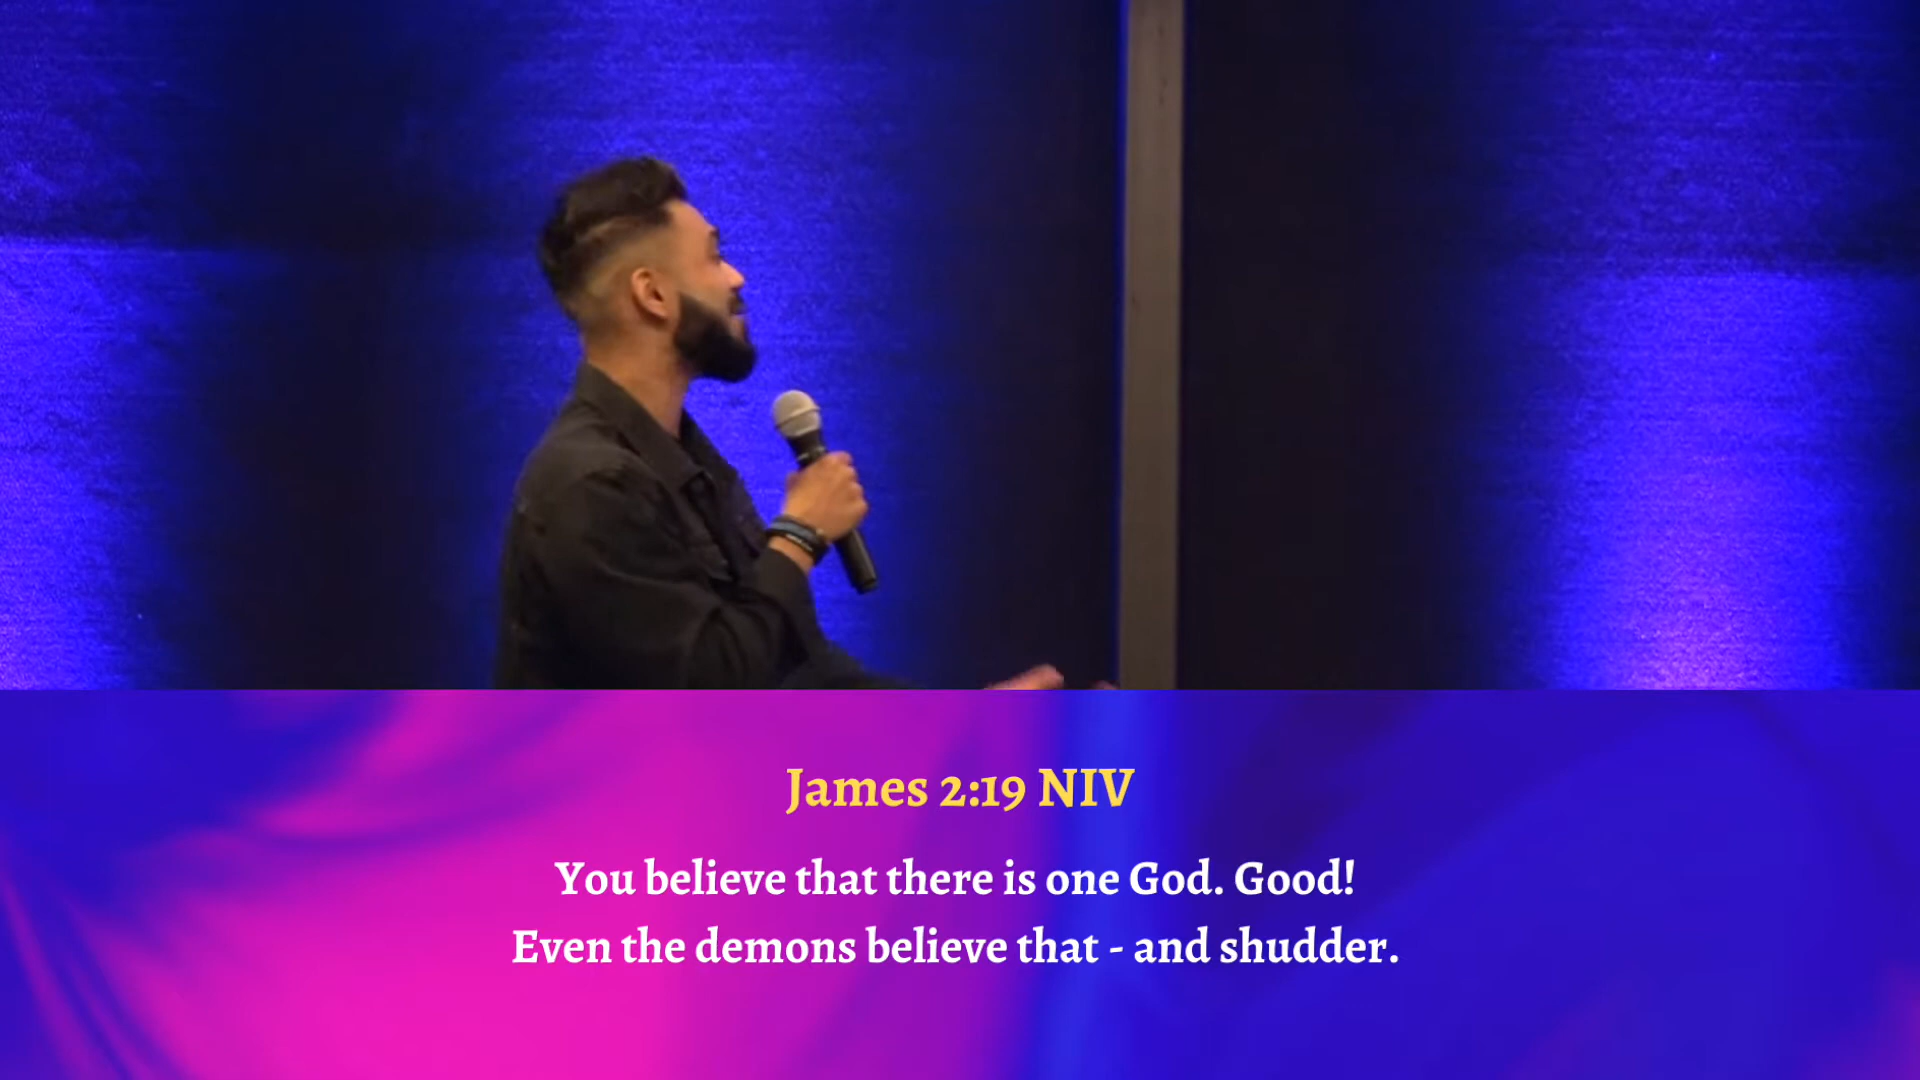 James 2:19 NIV
You believe that there is one God. Good!
Even the demons believe that - and shudder.